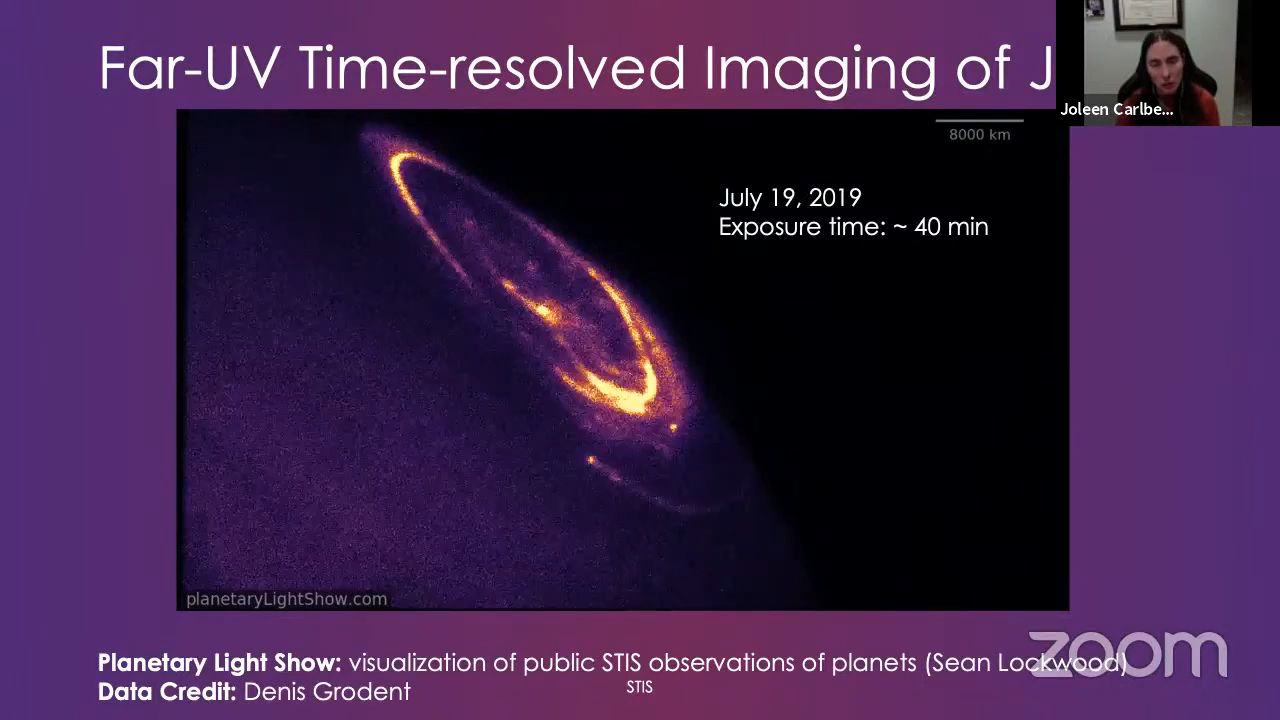 Far-UV Time-resolved Imaging of J
Joleen Carlbe...
8000 km
July 19, 2019
Exposure time: ~ 40 min
planetaryLightShow.com
Planetary Light Show: visualization of public STIS observations of planets (Sean Lockwood)
Data Credit: Denis Grodent
STIS
zoom